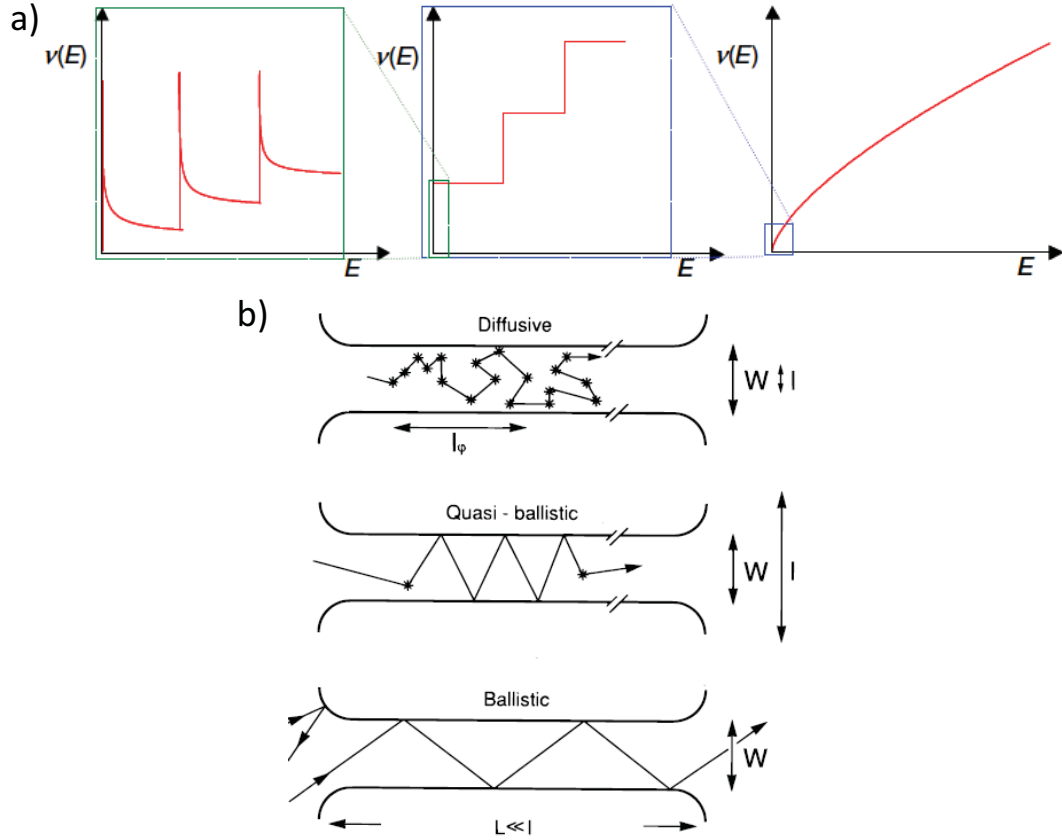 a)
ν(E)
E
ν(E)
E
ν(E)
E
b)
Diffusive
W
l
lφ
Quasi - ballistic
W
l
Ballistic
W
L≪l